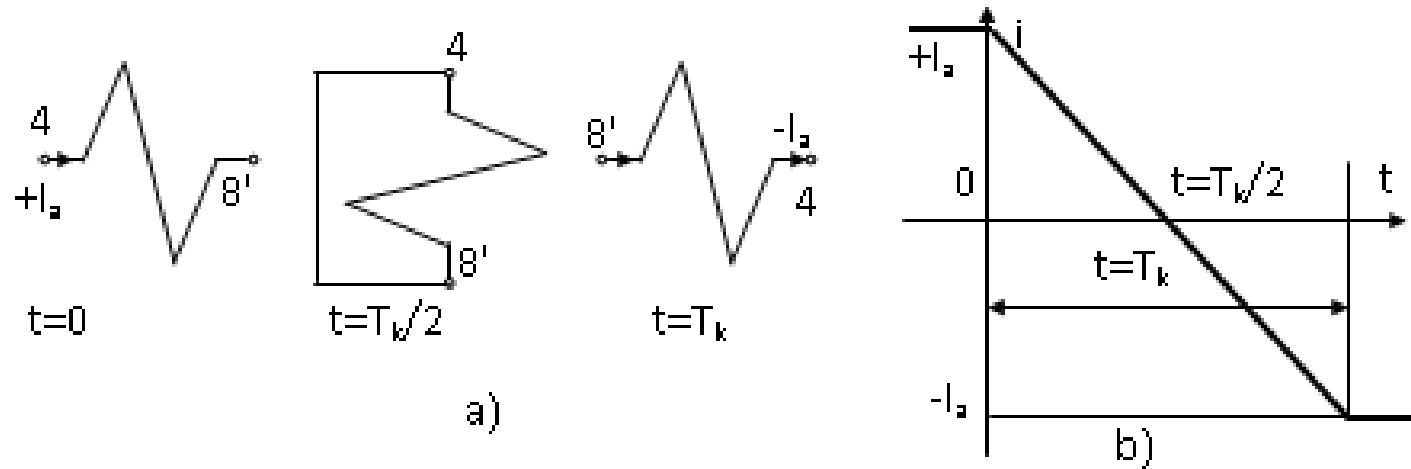 4
+Iₐ
8'
t=0
4
8'
t=Tₖ/2
8'
-Iₐ
4
t=Tₖ
a)
i
+Iₐ
0
t=Tₖ/2
t
t=Tₖ
-Iₐ
b)